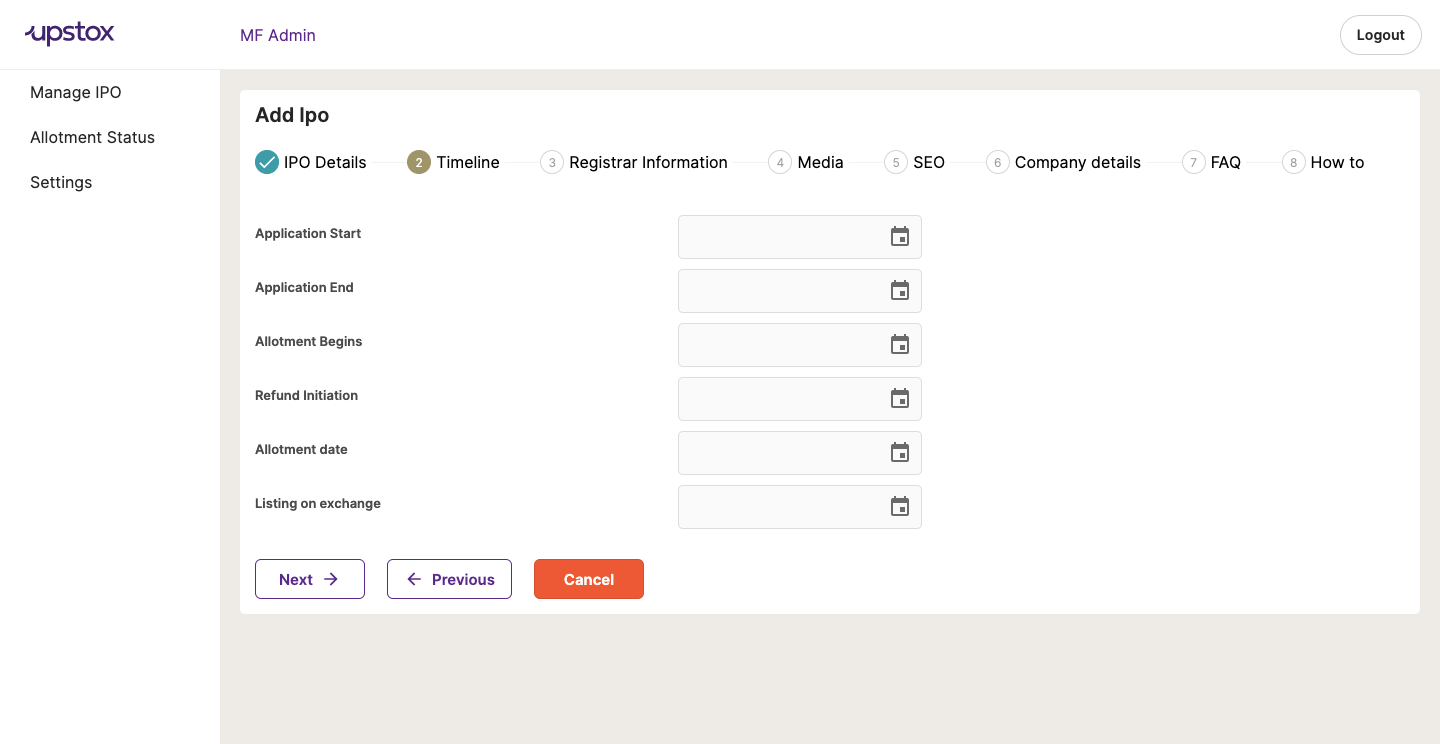 upstox
MF Admin
Logout
Manage IPO
Allotment Status
Settings
Add Ipo
IPO Details 2 Timeline 3 Registrar Information 4 Media 5 SEO 6 Company details 7 FAQ 8 How to
Application Start
Application End
Allotment Begins
Refund Initiation
Allotment date
Listing on exchange
Next → ← Previous Cancel